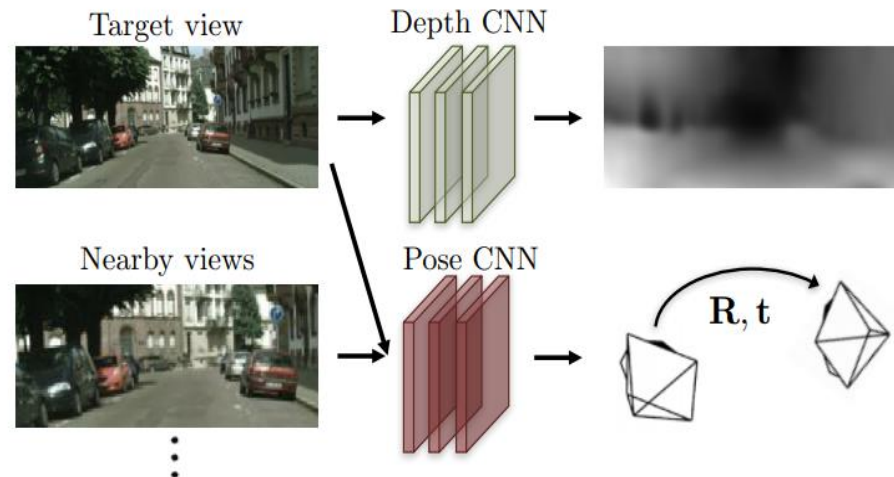 Target view
Depth CNN
Nearby views
Pose CNN
R, t